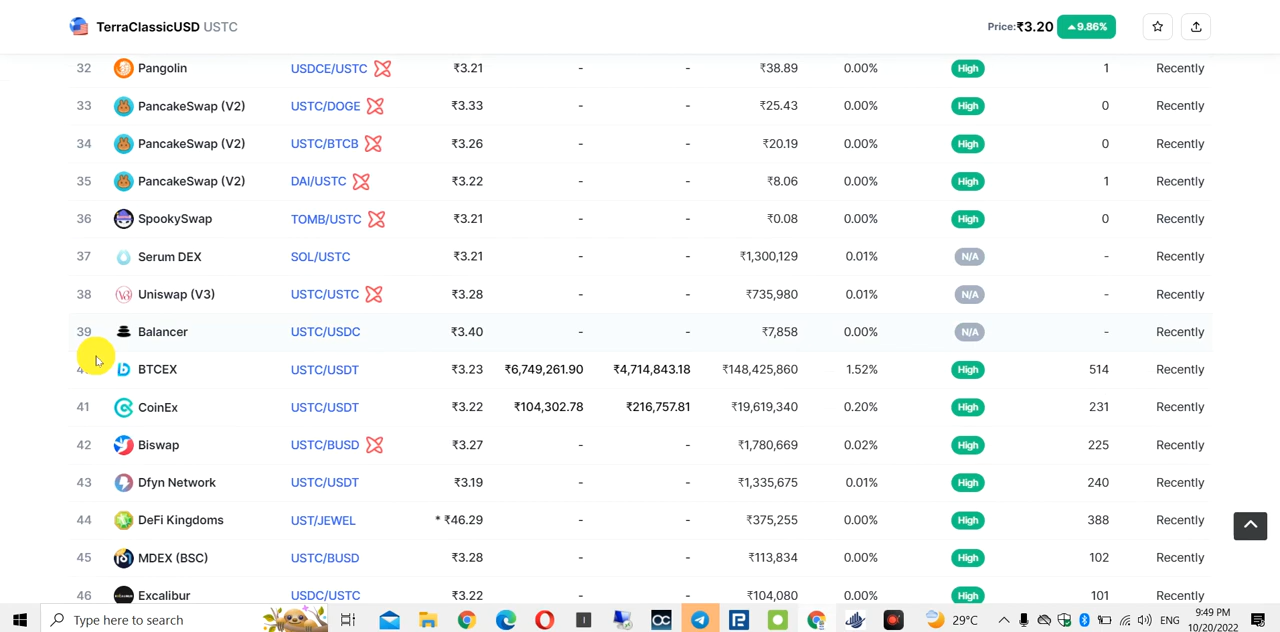 TerraClassicUSD USTC Price:₹3.20 9.86%
32 Pangolin USDCE/USTC ₹3.21 - - ₹38.89 0.00% High 1 Recently
33 PancakeSwap (V2) USTC/DOGE ₹3.33 - - ₹25.43 0.00% High 0 Recently
34 PancakeSwap (V2) USTC/BTCB ₹3.26 - - ₹20.19 0.00% High 0 Recently
35 PancakeSwap (V2) DAI/USTC ₹3.22 - - ₹8.06 0.00% High 1 Recently
36 SpookySwap TOMB/USTC ₹3.21 - - ₹0.08 0.00% High 0 Recently
37 Serum DEX SOL/USTC ₹3.21 - - ₹1,300,129 0.01% N/A - Recently
38 Uniswap (V3) USTC/USTC ₹3.28 - - ₹735,980 0.01% N/A - Recently
39 Balancer USTC/USDC ₹3.40 - - ₹7,858 0.00% N/A - Recently
BTCEX USTC/USDT ₹3.23 ₹6,749,261.90 ₹4,714,843.18 ₹148,425,860 1.52% High 514 Recently
41 CoinEx USTC/USDT ₹3.22 ₹104,302.78 ₹216,757.81 ₹19,619,340 0.20% High 231 Recently
42 Biswap USTC/BUSD ₹3.27 - - ₹1,780,669 0.02% High 225 Recently
43 Dfyn Network USTC/USDT ₹3.19 - - ₹1,335,675 0.01% High 240 Recently
44 DeFi Kingdoms UST/JEWEL * ₹46.29 - - ₹375,255 0.00% High 388 Recently
45 MDEX (BSC) USTC/BUSD ₹3.28 - - ₹113,834 0.00% High 102 Recently
46 Excalibur USDC/USTC ₹3.22 - - ₹104,080 0.00% High 101 Recently
Type here to search OC 29°C ENG 9:49 PM
10/20/2022